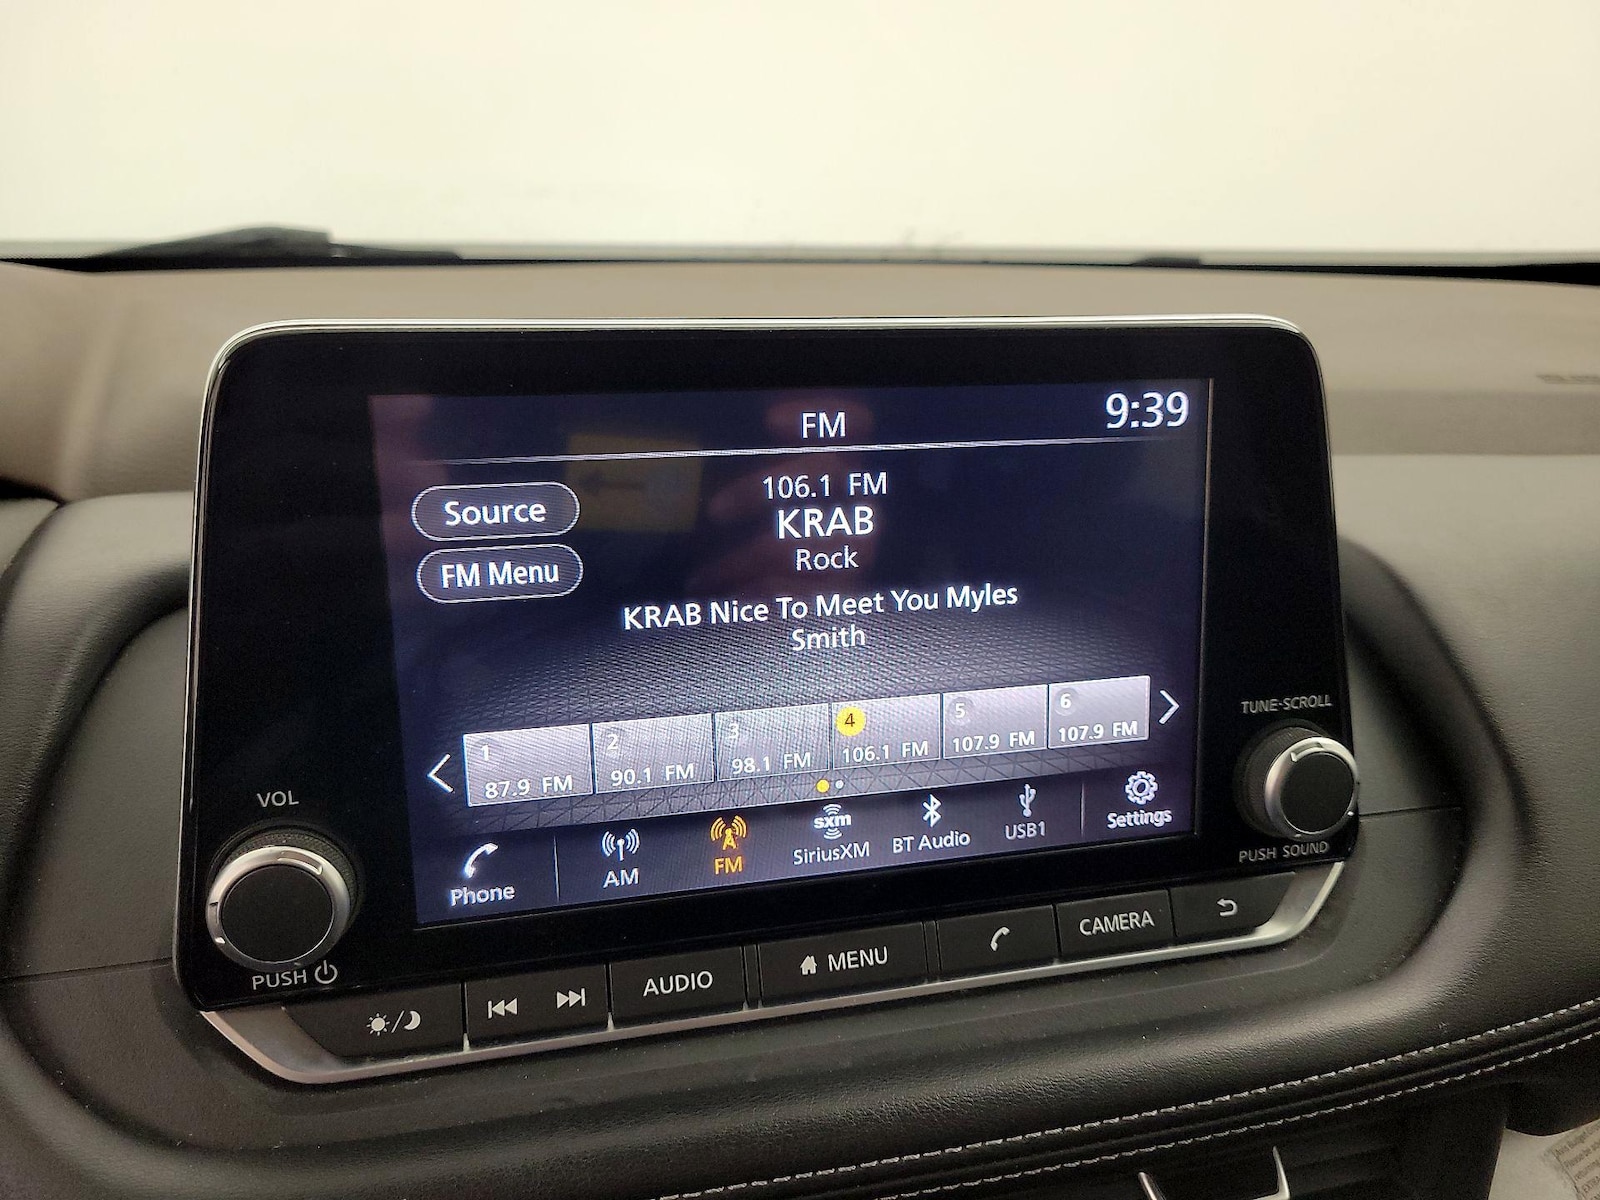 FM
9:39
106.1 FM
Source
KRAB
FM Menu
Rock
KRAB Nice To Meet You Myles
Smith
1
2
3
4
5
6
87.9 FM
90.1 FM
98.1 FM
106.1 FM
107.9 FM
107.9 FM
Phone
AM
FM
sxm
SiriusXM
BT Audio
USB1
Settings
VOL
PUSH
TUNE·SCROLL
PUSH SOUND
AUDIO
MENU
CAMERA